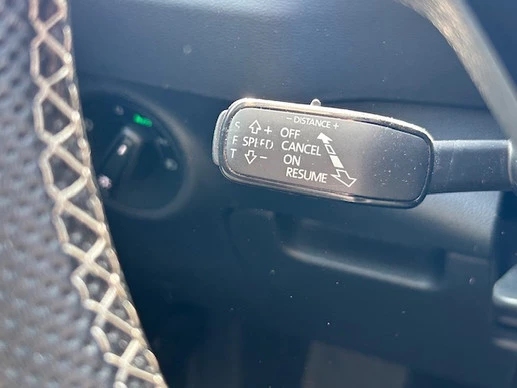 - DISTANCE +
S + OFF
E SPEED CANCEL
T - ON
RESUME